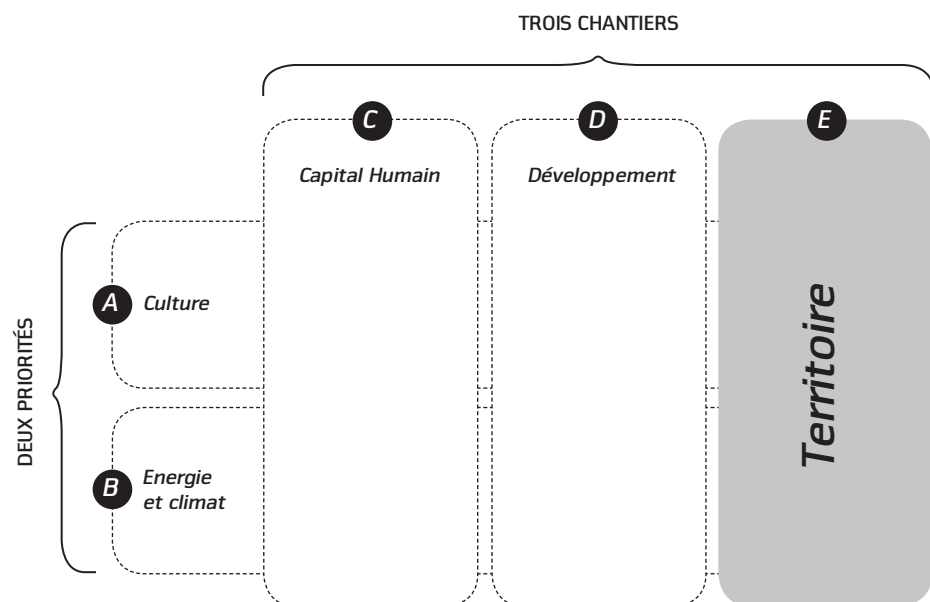 TROIS CHANTIERS
C
D
E
Capital Humain
Développement
DEUX PRIORITÉS
A
Culture
Territoire
B
Energie
et climat